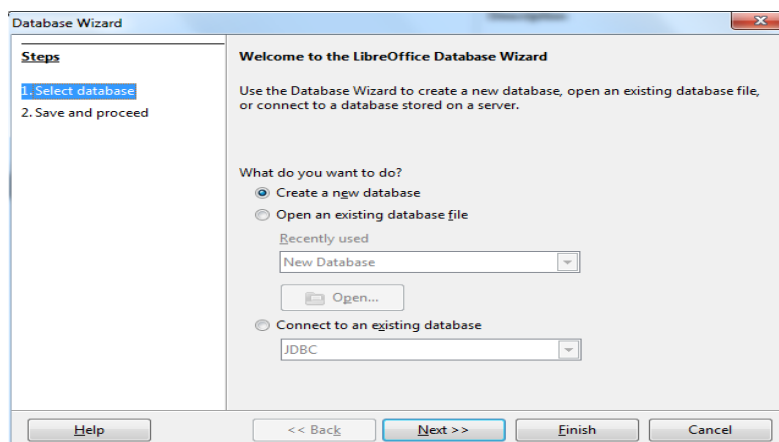 Description
Database Wizard
Steps
1. Select database
2. Save and proceed
Welcome to the LibreOffice Database Wizard
Use the Database Wizard to create a new database, open an existing database file,
or connect to a database stored on a server.
What do you want to do?
Create a new database
Open an existing database file
Recently used
New Database
Open...
Connect to an existing database
JDBC
Help
<< Back
Next >>
Finish
Cancel